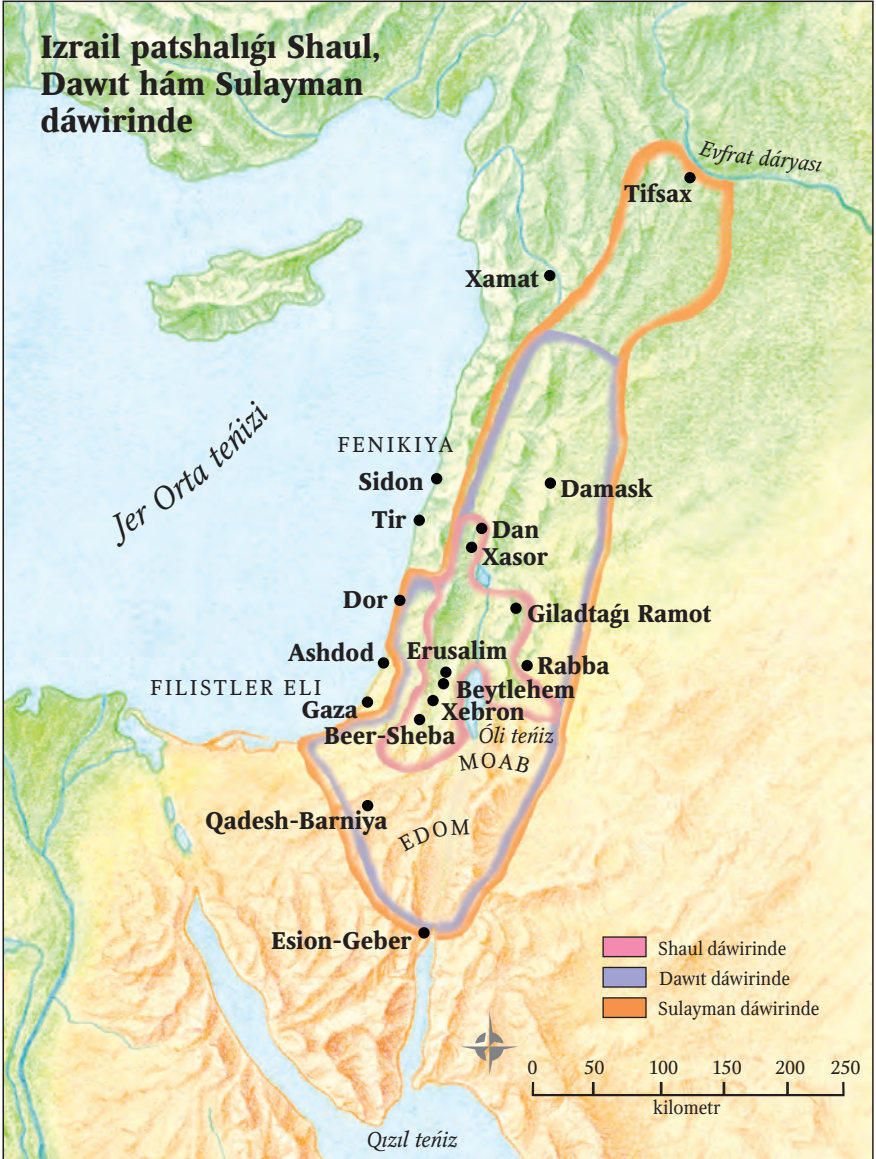 Izrail patshalıǵı Shaul,
Dawıt hám Sulayman
dáwirinde
Evfrat dáryası
Tifsax
Xamat
Jer Orta teńizi
FENIKIYA
Sidon
Damask
Tir
Dan
Xasor
Dor
Giladtaǵı Ramot
Ashdod
Erusalim
Rabba
FILISTLER ELI
Beytlehem
Gaza
Xebron
Beer-Sheba
Óli teńiz
MOAB
Qadesh-Barniya
EDOM
Esion-Geber
Shaul dáwirinde
Dawıt dáwirinde
Sulayman dáwirinde
0 50 100 150 200 250
kilometr
Qızıl teńiz